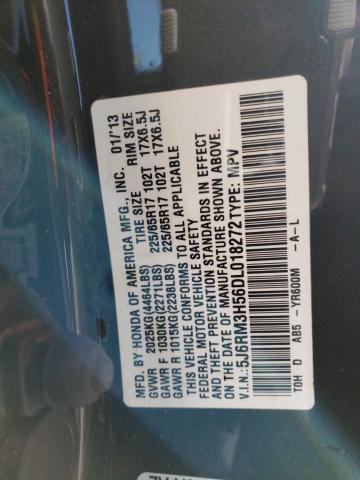 MFD. BY HONDA OF AMERICA MFG., INC. 01/'13
TIRE SIZE RIM SIZE
GVWR 2025KG(4464LBS)
GAWR F 1030KG(2271LBS) 225/65R17 102T 17X6.5J
GAWR R 1015KG(2238LBS) 225/65R17 102T 17X6.5J
THIS VEHICLE CONFORMS TO ALL APPLICABLE
FEDERAL MOTOR VEHICLE SAFETY
AND THEFT PREVENTION STANDARDS IN EFFECT
ON THE DATE OF MANUFACTURE SHOWN ABOVE.
V.I.N.:5J6RM3H56DL018272 TYPE: MPV
TOH D AB5 -YR600M -A-L